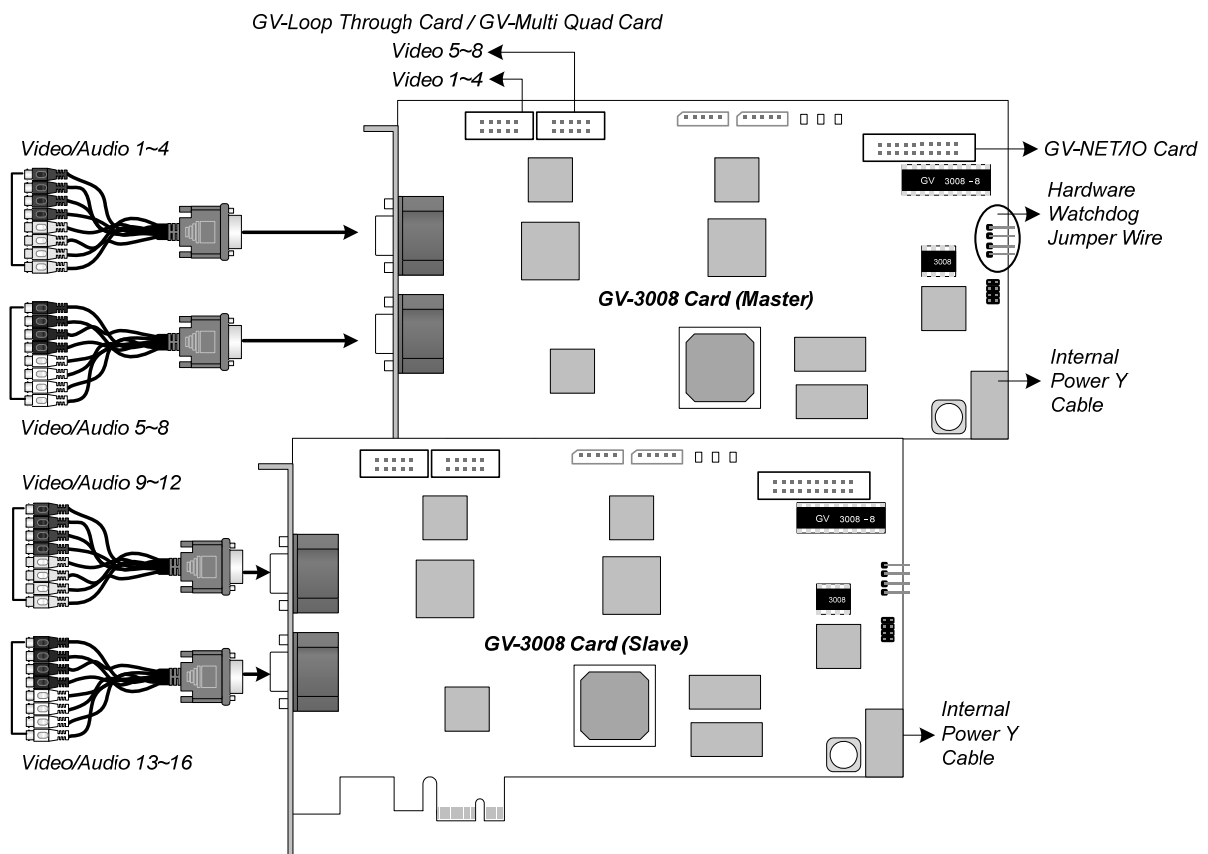 GV-Loop Through Card / GV-Multi Quad Card
Video 5~8
Video 1~4
Video/Audio 1~4
GV-NET/IO Card
GV 3008-8
Hardware
Watchdog
Jumper Wire
3008
GV-3008 Card (Master)
Internal
Power Y
Cable
Video/Audio 5~8
Video/Audio 9~12
GV 3008-8
3008
GV-3008 Card (Slave)
Internal
Power Y
Cable
Video/Audio 13~16